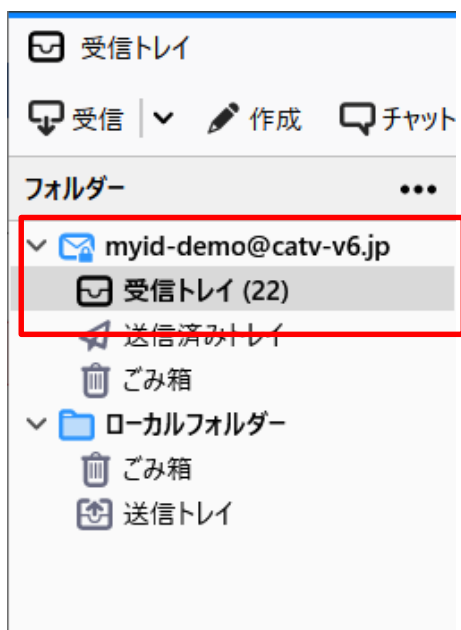 受信トレイ
受信 作成 チャット
フォルダー
myid-demo@catv-v6.jp
受信トレイ (22)
送信済みトレイ
ごみ箱
ローカルフォルダー
ごみ箱
送信トレイ